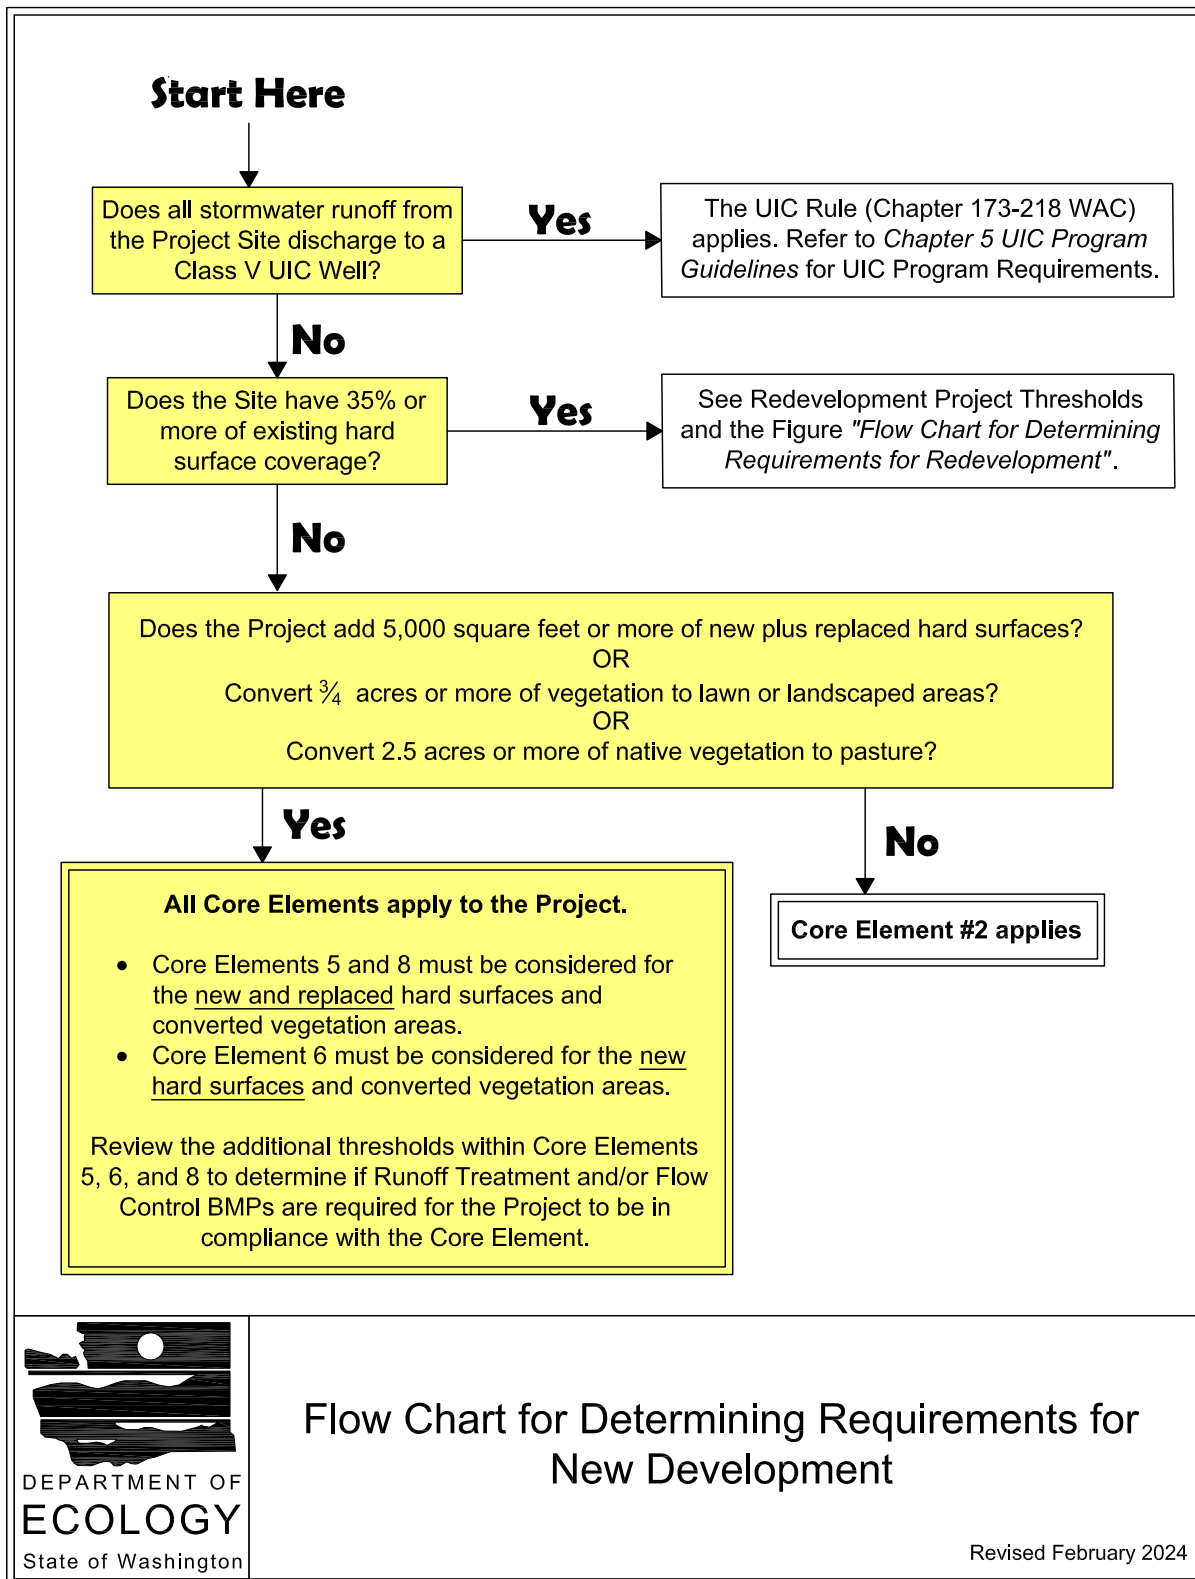 Start Here
Does all stormwater runoff from
the Project Site discharge to a
Class V UIC Well?
Yes
The UIC Rule (Chapter 173-218 WAC)
applies. Refer to Chapter 5 UIC Program
Guidelines for UIC Program Requirements.
No
Does the Site have 35% or
more of existing hard
surface coverage?
Yes
See Redevelopment Project Thresholds
and the Figure "Flow Chart for Determining
Requirements for Redevelopment".
No
Does the Project add 5,000 square feet or more of new plus replaced hard surfaces?
OR
Convert ¾ acres or more of vegetation to lawn or landscaped areas?
OR
Convert 2.5 acres or more of native vegetation to pasture?
Yes
No
All Core Elements apply to the Project.
• Core Elements 5 and 8 must be considered for
the new and replaced hard surfaces and
converted vegetation areas.
• Core Element 6 must be considered for the new
hard surfaces and converted vegetation areas.
Review the additional thresholds within Core Elements
5, 6, and 8 to determine if Runoff Treatment and/or Flow
Control BMPs are required for the Project to be in
compliance with the Core Element.
Core Element #2 applies
DEPARTMENT OF
ECOLOGY
State of Washington
Flow Chart for Determining Requirements for
New Development
Revised February 2024